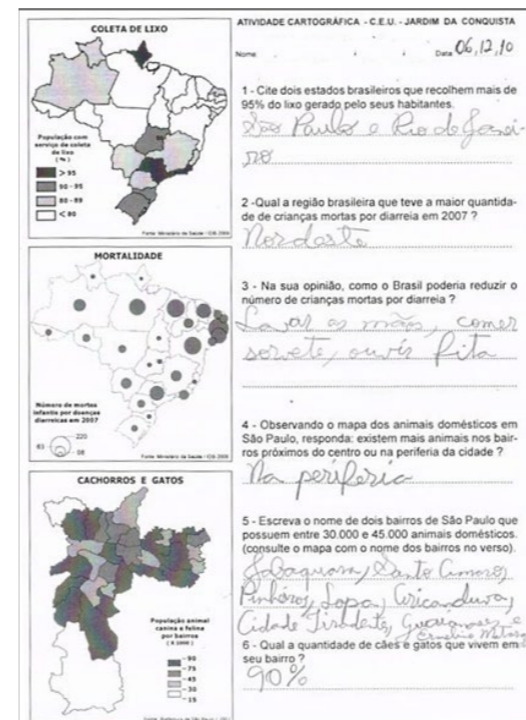 COLETA DE LIXO
População com
serviço de coleta
de lixo
( % )
> 95
90 - 95
80 - 89
< 80
Fonte: Ministério da Saúde / IDB 2009
MORTALIDADE
Número de mortes
infantis por doenças
diarreicas em 2007
83
220
08
Fonte: Ministério da Saúde / IDB 2009
CACHORROS E GATOS
População animal
canina e felina
por bairros
( X 1000 )
90
75
45
30
15
ATIVIDADE CARTOGRÁFICA - C.E.U. - JARDIM DA CONQUISTA
Nome
Data 06,12,10
1 - Cite dois estados brasileiros que recolhem mais de
95% do lixo gerado pelo seus habitantes.
São Paulo e Rio de Janei
ro
2 -Qual a região brasileira que teve a maior quantida-
de de crianças mortas por diarreia em 2007 ?
Nordeste
3 - Na sua opinião, como o Brasil poderia reduzir o
número de crianças mortas por diarreia ?
Lavar as mãos, comer
sorvete, ouvir fita
4 - Observando o mapa dos animais domésticos em
São Paulo, responda: existem mais animais nos bair-
ros próximos do centro ou na periferia da cidade ?
Na periferia
5 - Escreva o nome de dois bairros de São Paulo que
possuem entre 30.000 e 45.000 animais domésticos.
(consulte o mapa com o nome dos bairros no verso).
Jabaquara, Santo Amaro,
Pinheiros, Lapa, Aricanduva,
Cidade Tiradentes, Guaianases e
Ermelino
6 - Qual a quantidade de cães e gatos que vivem em
seu bairro ?
90%